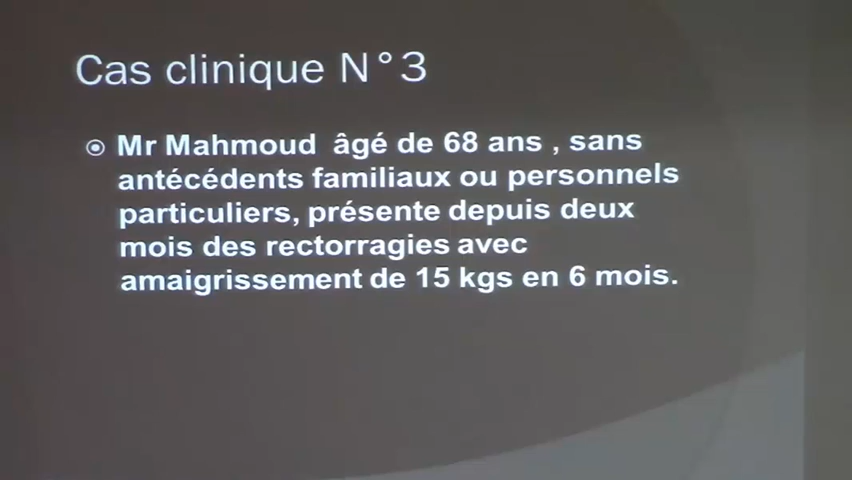 Cas clinique N°3
Mr Mahmoud âgé de 68 ans , sans
antécédents familiaux ou personnels
particuliers, présente depuis deux
mois des rectorragies avec
amaigrissement de 15 kgs en 6 mois.